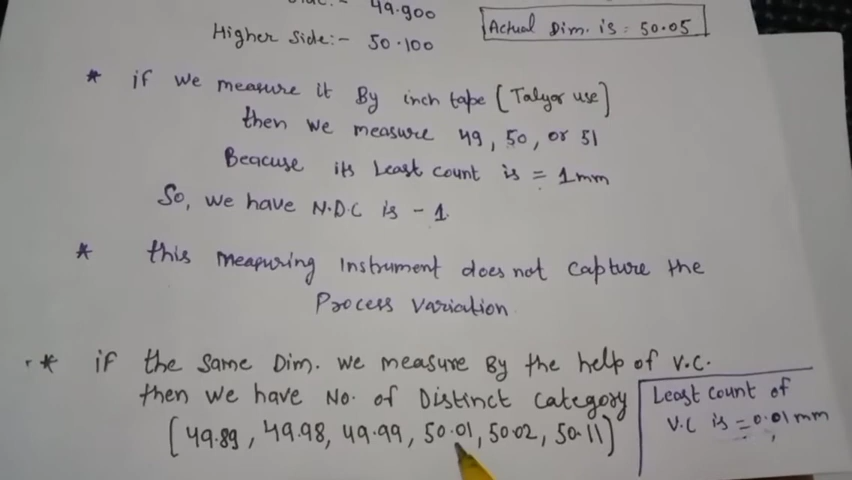 49.900
Higher Side:- 50.100
Actual Dim. is : 50.05
* if we measure it By inch tape [Talyor use]
then we measure 49, 50, or 51
Beacuse its Least count is = 1mm
So, we have N.D.C is - 1.
* this measuring instrument does not capture the
Process variation.
* if the same Dim. we measure By the help of V.C.
then we have No. of Distinct Category
[49.89, 49.98, 49.99, 50.01, 50.02, 50.11]
Least count of
V.C is = 0.01mm